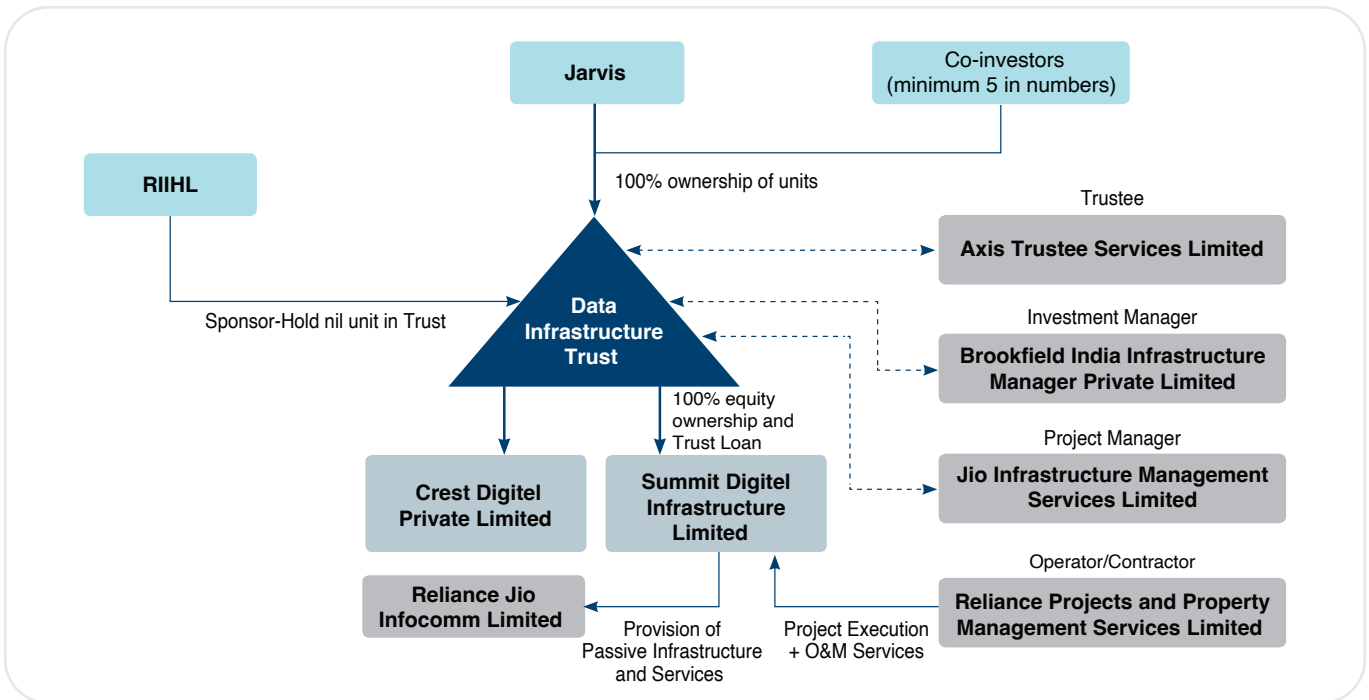 Jarvis
Co-investors
(minimum 5 in numbers)
RIIHL
100% ownership of units
Trustee
Axis Trustee Services Limited
Sponsor-Hold nil unit in Trust
Data
Infrastructure
Trust
Investment Manager
Brookfield India Infrastructure
Manager Private Limited
100% equity
ownership and
Trust Loan
Project Manager
Jio Infrastructure Management
Services Limited
Crest Digitel
Private Limited
Summit Digitel
Infrastructure
Limited
Operator/Contractor
Reliance Projects and Property
Management Services Limited
Reliance Jio
Infocomm Limited
Provision of
Passive Infrastructure
and Services
Project Execution
+ O&M Services